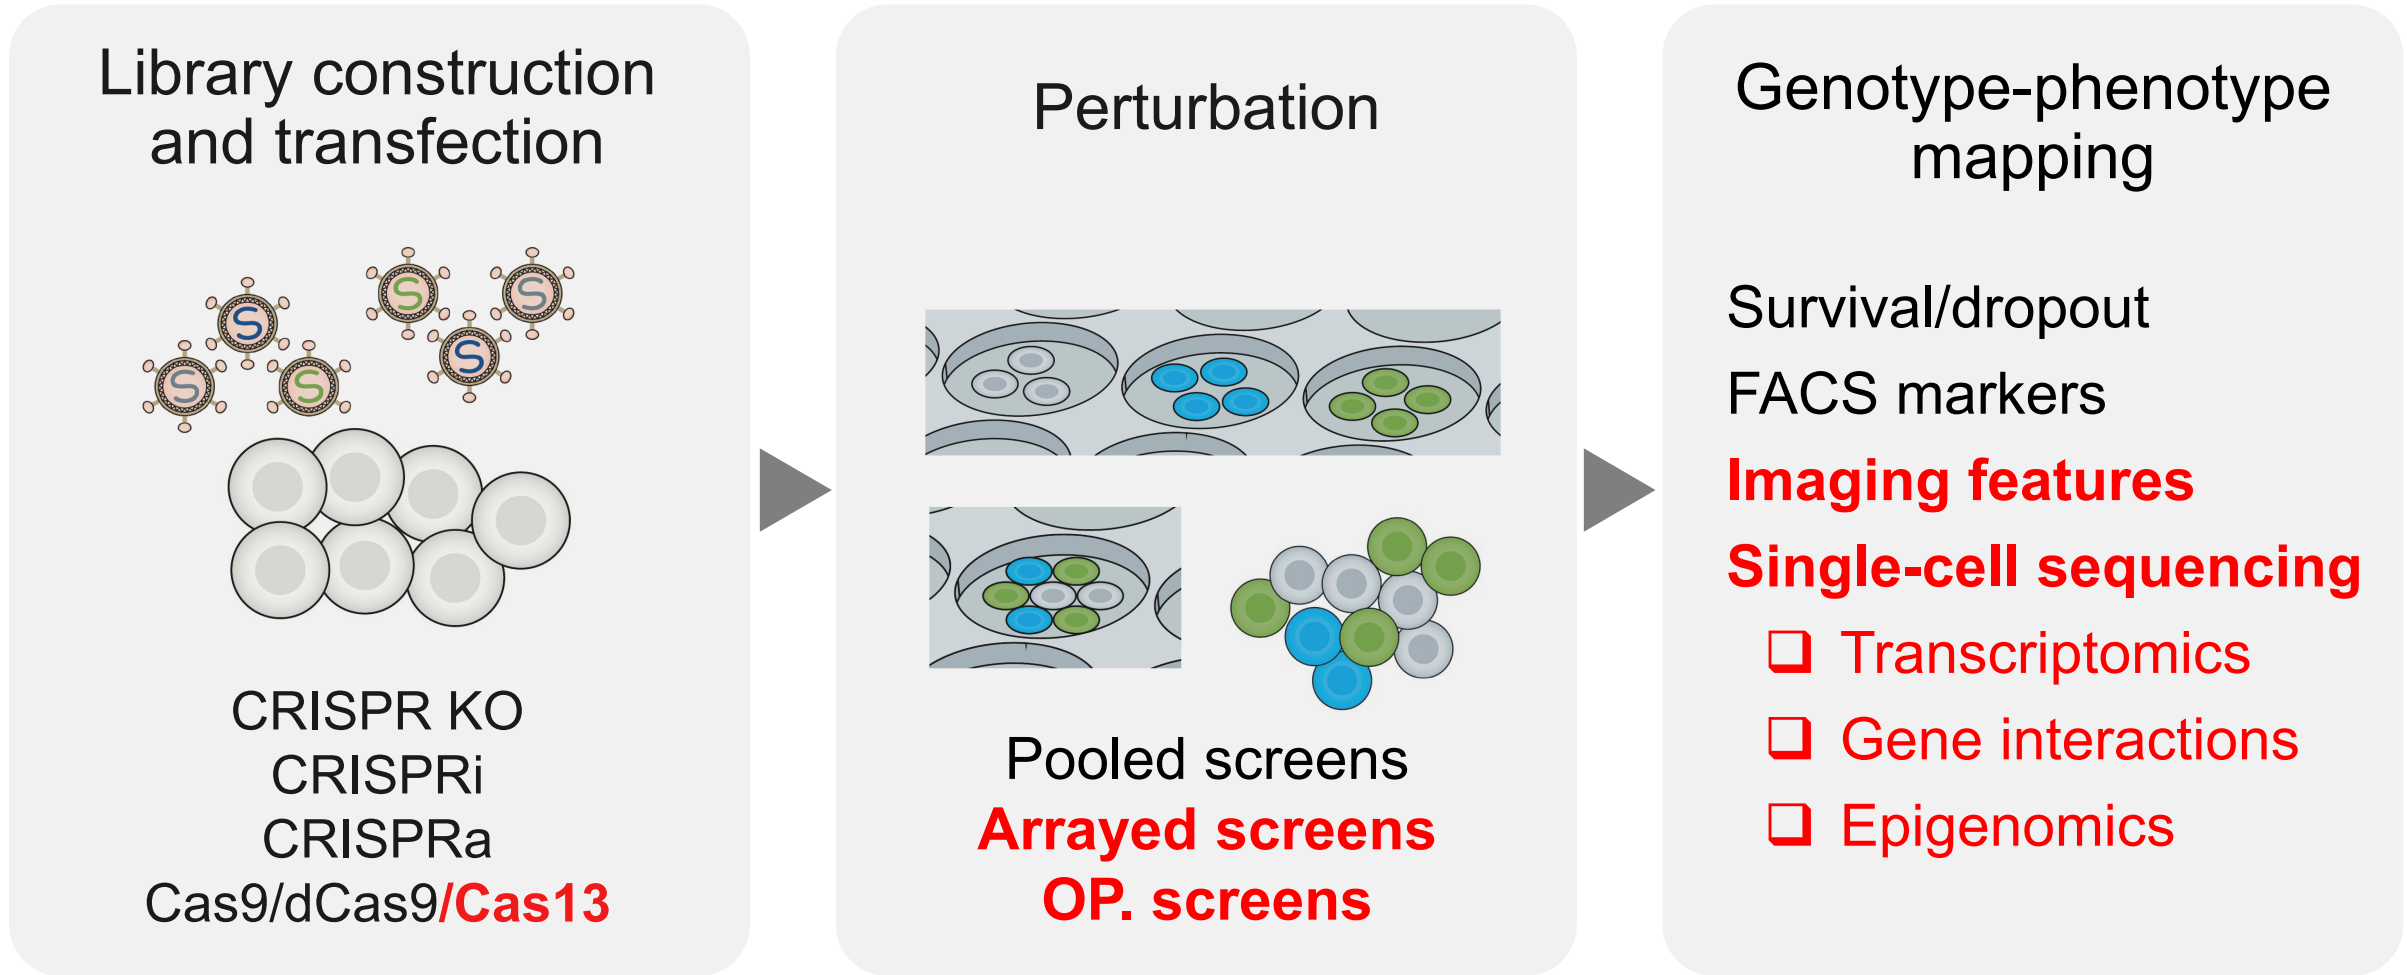 Library construction
and transfection
CRISPR KO
CRISPRi
CRISPRa
Cas9/dCas9/Cas13
Perturbation
Pooled screens
Arrayed screens
OP. screens
Genotype-phenotype
mapping
Survival/dropout
FACS markers
Imaging features
Single-cell sequencing
❑ Transcriptomics
❑ Gene interactions
❑ Epigenomics